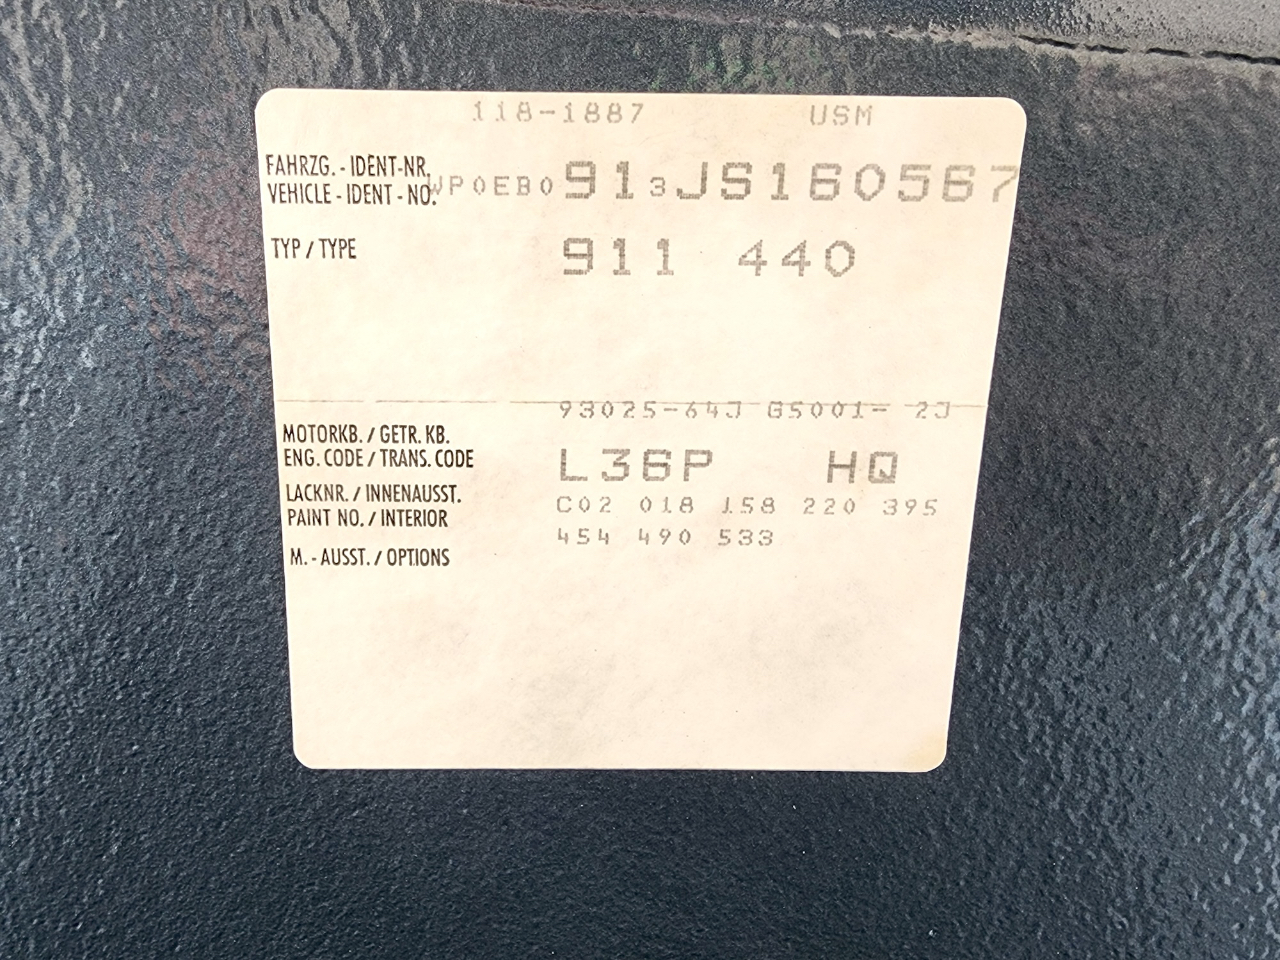 118-1887 USM
FAHRZG. - IDENT-NR.
VEHICLE - IDENT - NO. WP0EB0913JS160567
TYP / TYPE 911 440
93025-64J G5001- 2J
MOTORKB. / GETR. KB.
ENG. CODE / TRANS. CODE L36P HQ
LACKNR. / INNENAUSST. C02 018 158 220 395
PAINT NO. / INTERIOR 454 490 533
M. - AUSST. / OPTIONS